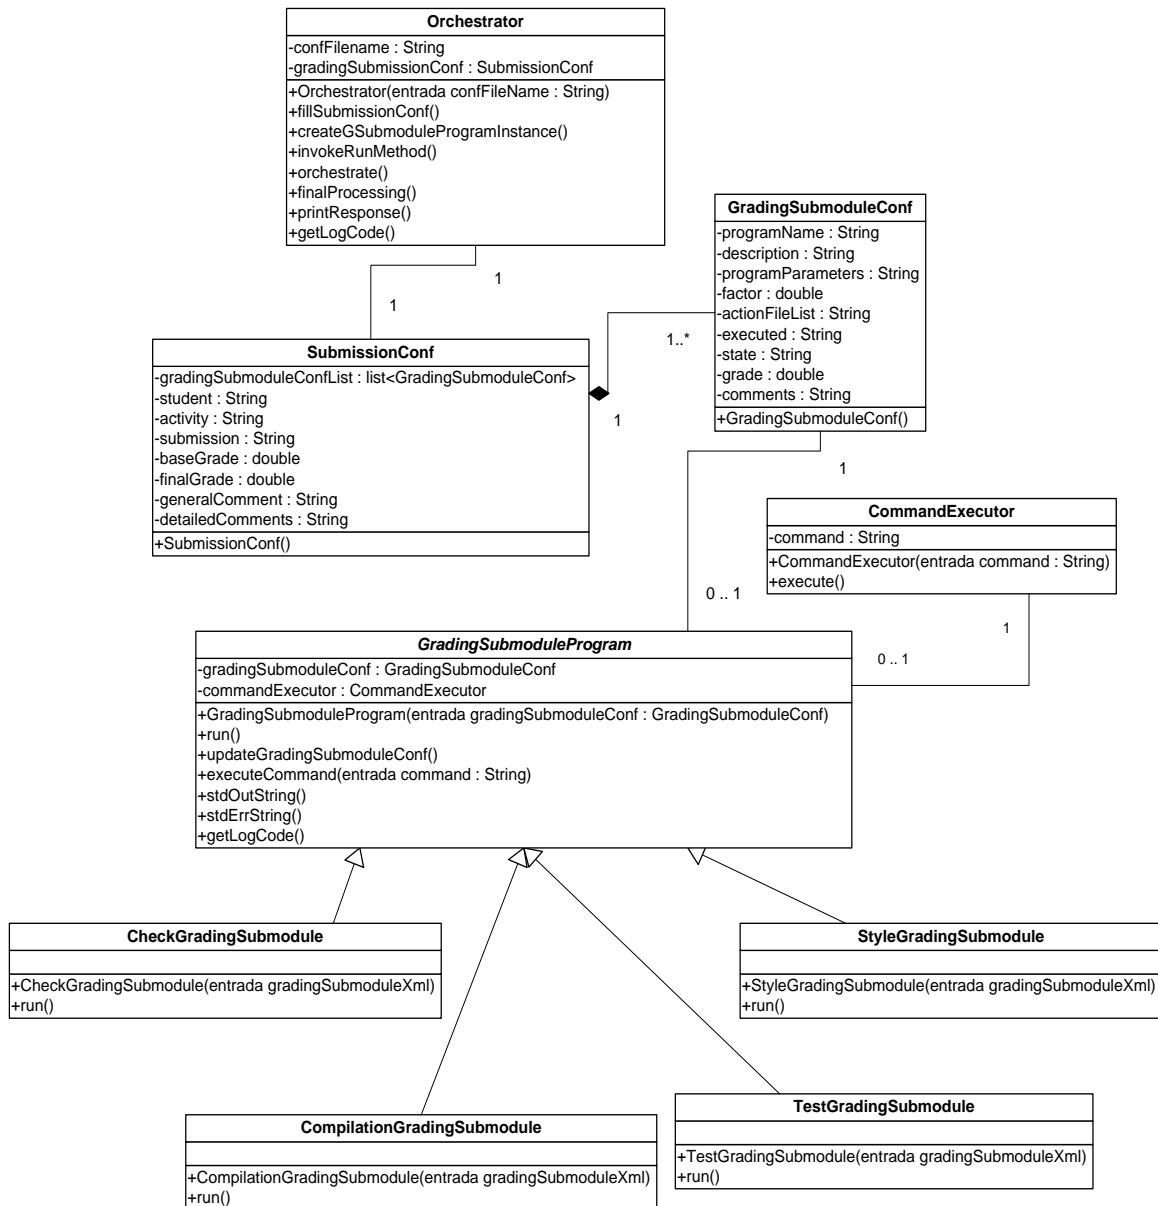 Orchestrator
-confFilename : String
-gradingSubmissionConf : SubmissionConf
+Orchestrator(entrada confFileName : String)
+fillSubmissionConf()
+createGSubmoduleProgramInstance()
+invokeRunMethod()
+orchestrate()
+finalProcessing()
+printResponse()
+getLogCode()
1
1
GradingSubmoduleConf
-programName : String
-description : String
-programParameters : String
-factor : double
-actionFileList : String
-executed : String
-state : String
-grade : double
-comments : String
+GradingSubmoduleConf()
1..*
1
SubmissionConf
-gradingSubmoduleConfList : list<GradingSubmoduleConf>
-student : String
-activity : String
-submission : String
-baseGrade : double
-finalGrade : double
-generalComment : String
-detailedComments : String
+SubmissionConf()
1
0 .. 1
CommandExecutor
-command : String
+CommandExecutor(entrada command : String)
+execute()
1
0 .. 1
GradingSubmoduleProgram
-gradingSubmoduleConf : GradingSubmoduleConf
-commandExecutor : CommandExecutor
+GradingSubmoduleProgram(entrada gradingSubmoduleConf : GradingSubmoduleConf)
+run()
+updateGradingSubmoduleConf()
+executeCommand(entrada command : String)
+stdOutString()
+stdErrString()
+getLogCode()
CheckGradingSubmodule
+CheckGradingSubmodule(entrada gradingSubmoduleXml)
+run()
StyleGradingSubmodule
+StyleGradingSubmodule(entrada gradingSubmoduleXml)
+run()
CompilationGradingSubmodule
+CompilationGradingSubmodule(entrada gradingSubmoduleXml)
+run()
TestGradingSubmodule
+TestGradingSubmodule(entrada gradingSubmoduleXml)
+run()